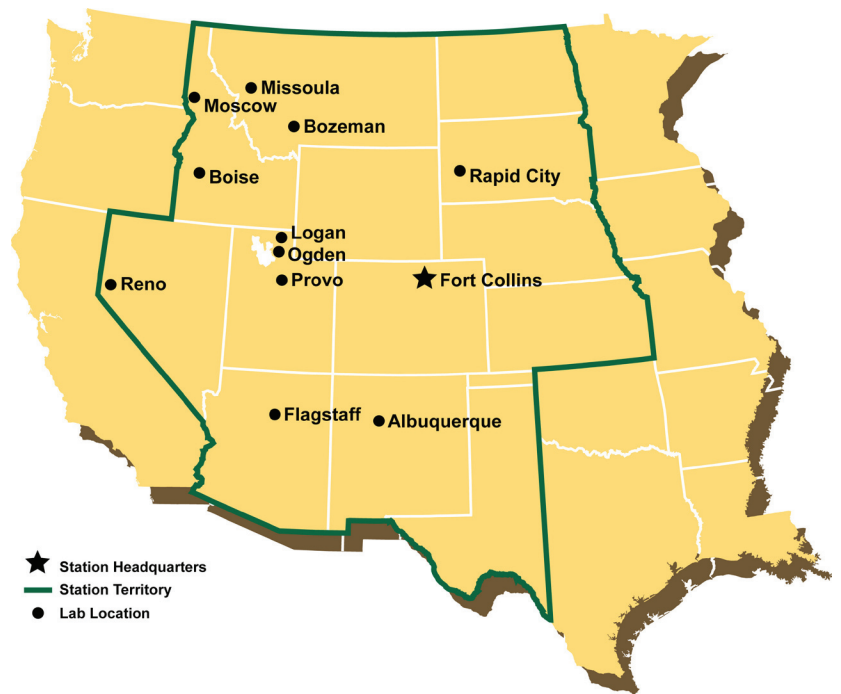 Missoula
Moscow
Bozeman
Boise
Rapid City
Logan
Ogden
Reno
Provo
Fort Collins
Flagstaff
Albuquerque
Station Headquarters
Station Territory
Lab Location